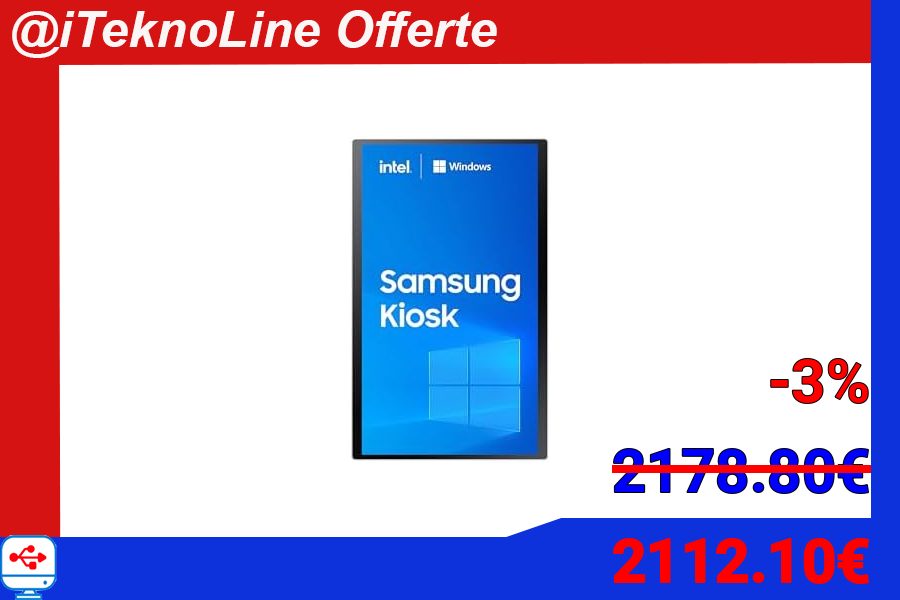 @iTeknoLine Offerte
intel. | Windows
Samsung
Kiosk
-3%
2178.80€
2112.10€